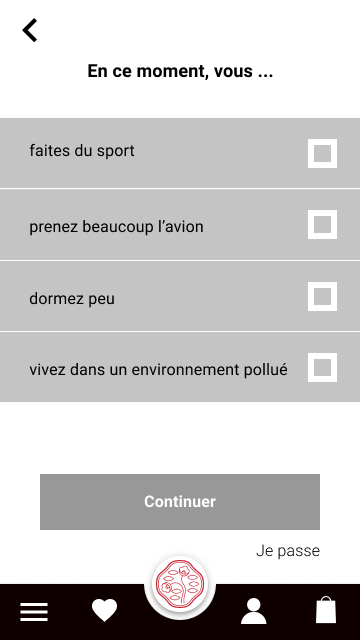 En ce moment, vous ...
faites du sport
prenez beaucoup l’avion
dormez peu
vivez dans un environnement pollué
Continuer
Je passe